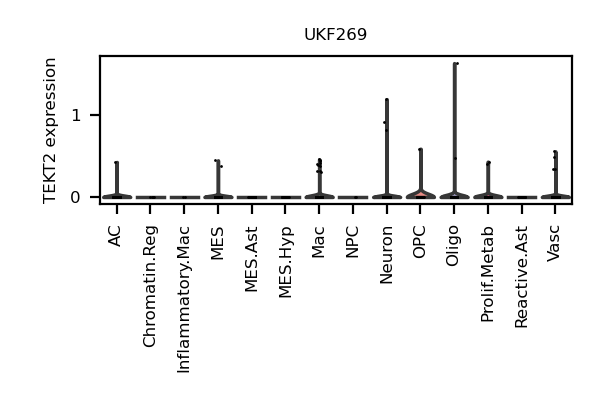 UKF269
TEKT2 expression
1
0
AC
Chromatin.Reg
Inflammatory.Mac
MES
MES.Ast
MES.Hyp
Mac
NPC
Neuron
OPC
Oligo
Prolif.Metab
Reactive.Ast
Vasc